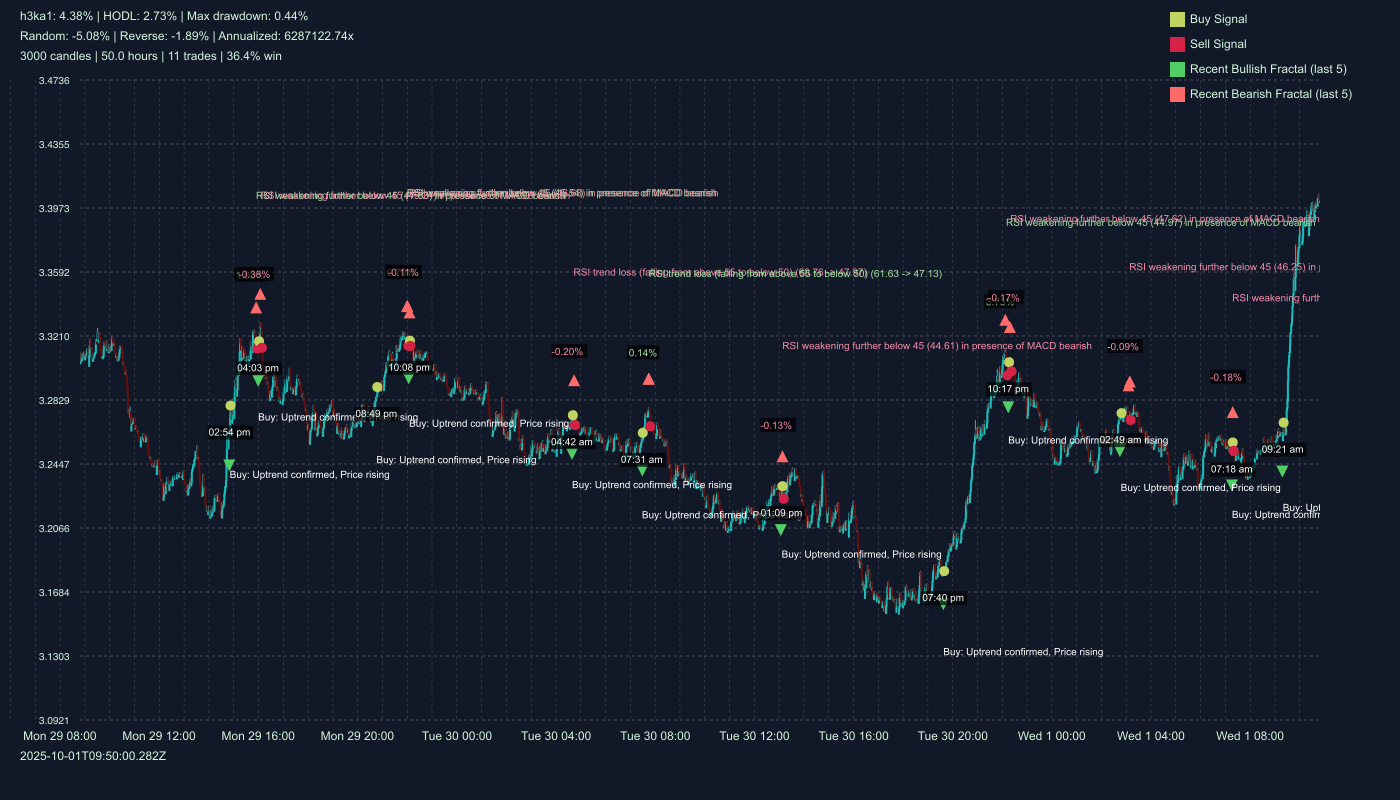 h3ka1: 4.38% | HODL: 2.73% | Max drawdown: 0.44%
Random: -5.08% | Reverse: -1.89% | Annualized: 6287122.74x
3000 candles | 50.0 hours | 11 trades | 36.4% win
Buy Signal
Sell Signal
Recent Bullish Fractal (last 5)
Recent Bearish Fractal (last 5)
3.4736
3.4355
3.3973
3.3592
3.3210
3.2829
3.2447
3.2066
3.1684
3.1303
3.0921
RSI weakening further below 45
in presence of MACD bearish
RSI weakening further below 45 (47.62) in presence of MACD bearish
RSI weakening further below 45 (44.97) in presence of MACD bearish
RSI weakening further below 45 (46.25) in
RSI weakening furth
RSI trend loss (falling from above 55 to below 50)
(61.63 -> 47.13)
RSI weakening further below 45 (44.61) in presence of MACD bearish
-0.38%
-0.11%
-0.20%
0.14%
-0.13%
-0.17%
-0.09%
-0.18%
04:03 pm
10:08 pm
02:54 pm
08:49 pm
04:42 am
07:31 am
01:09 pm
07:40 pm
10:17 pm
02:49 am
07:18 am
09:21 am
Buy: Uptrend confirmed, Price rising
Buy: Uptrend confirmed, Price rising
Buy: Uptrend confirmed, Price rising
Buy: Uptrend confirmed, Price rising
Buy: Uptrend confirmed, Price rising
Buy: Uptrend confirmed, P
Buy: Uptrend confirmed, Price rising
Buy: Uptrend confirmed, Price rising
Buy: Uptrend confirm
rising
Buy: Uptrend confirmed, Price rising
Buy: Uptrend confirm
Buy: Upt
Mon 29 08:00
Mon 29 12:00
Mon 29 16:00
Mon 29 20:00
Tue 30 00:00
Tue 30 04:00
Tue 30 08:00
Tue 30 12:00
Tue 30 16:00
Tue 30 20:00
Wed 1 00:00
Wed 1 04:00
Wed 1 08:00
2025-10-01T09:50:00.282Z